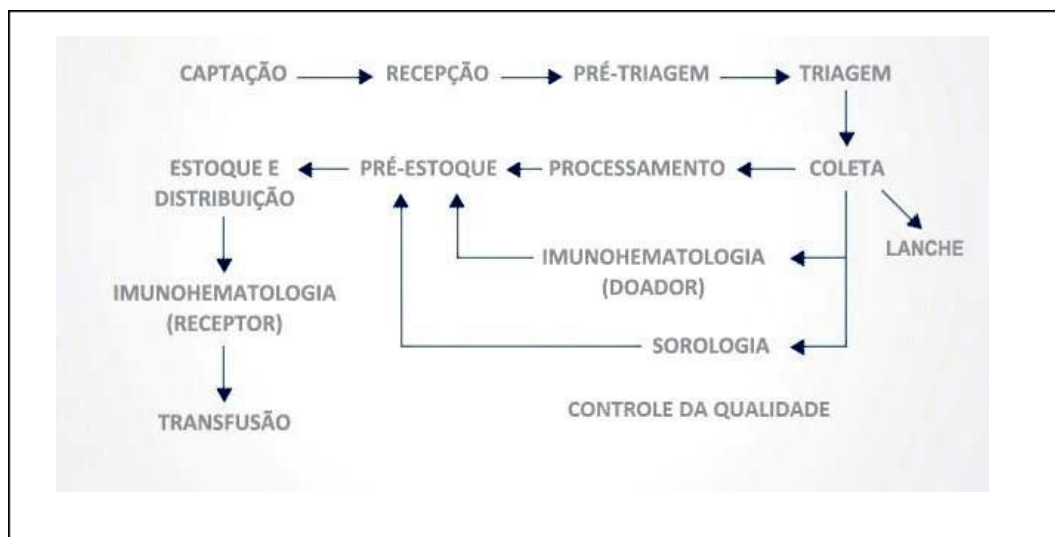 CAPTAÇÃO RECEPÇÃO PRÉ-TRIAGEM TRIAGEM
ESTOQUE E DISTRIBUIÇÃO
PRÉ-ESTOQUE PROCESSAMENTO COLETA
LANCHE
IMUNOHEMATOLOGIA
(DOADOR)
IMUNOHEMATOLOGIA
(RECEPTOR)
SOROLOGIA
CONTROLE DA QUALIDADE
TRANSFUSÃO